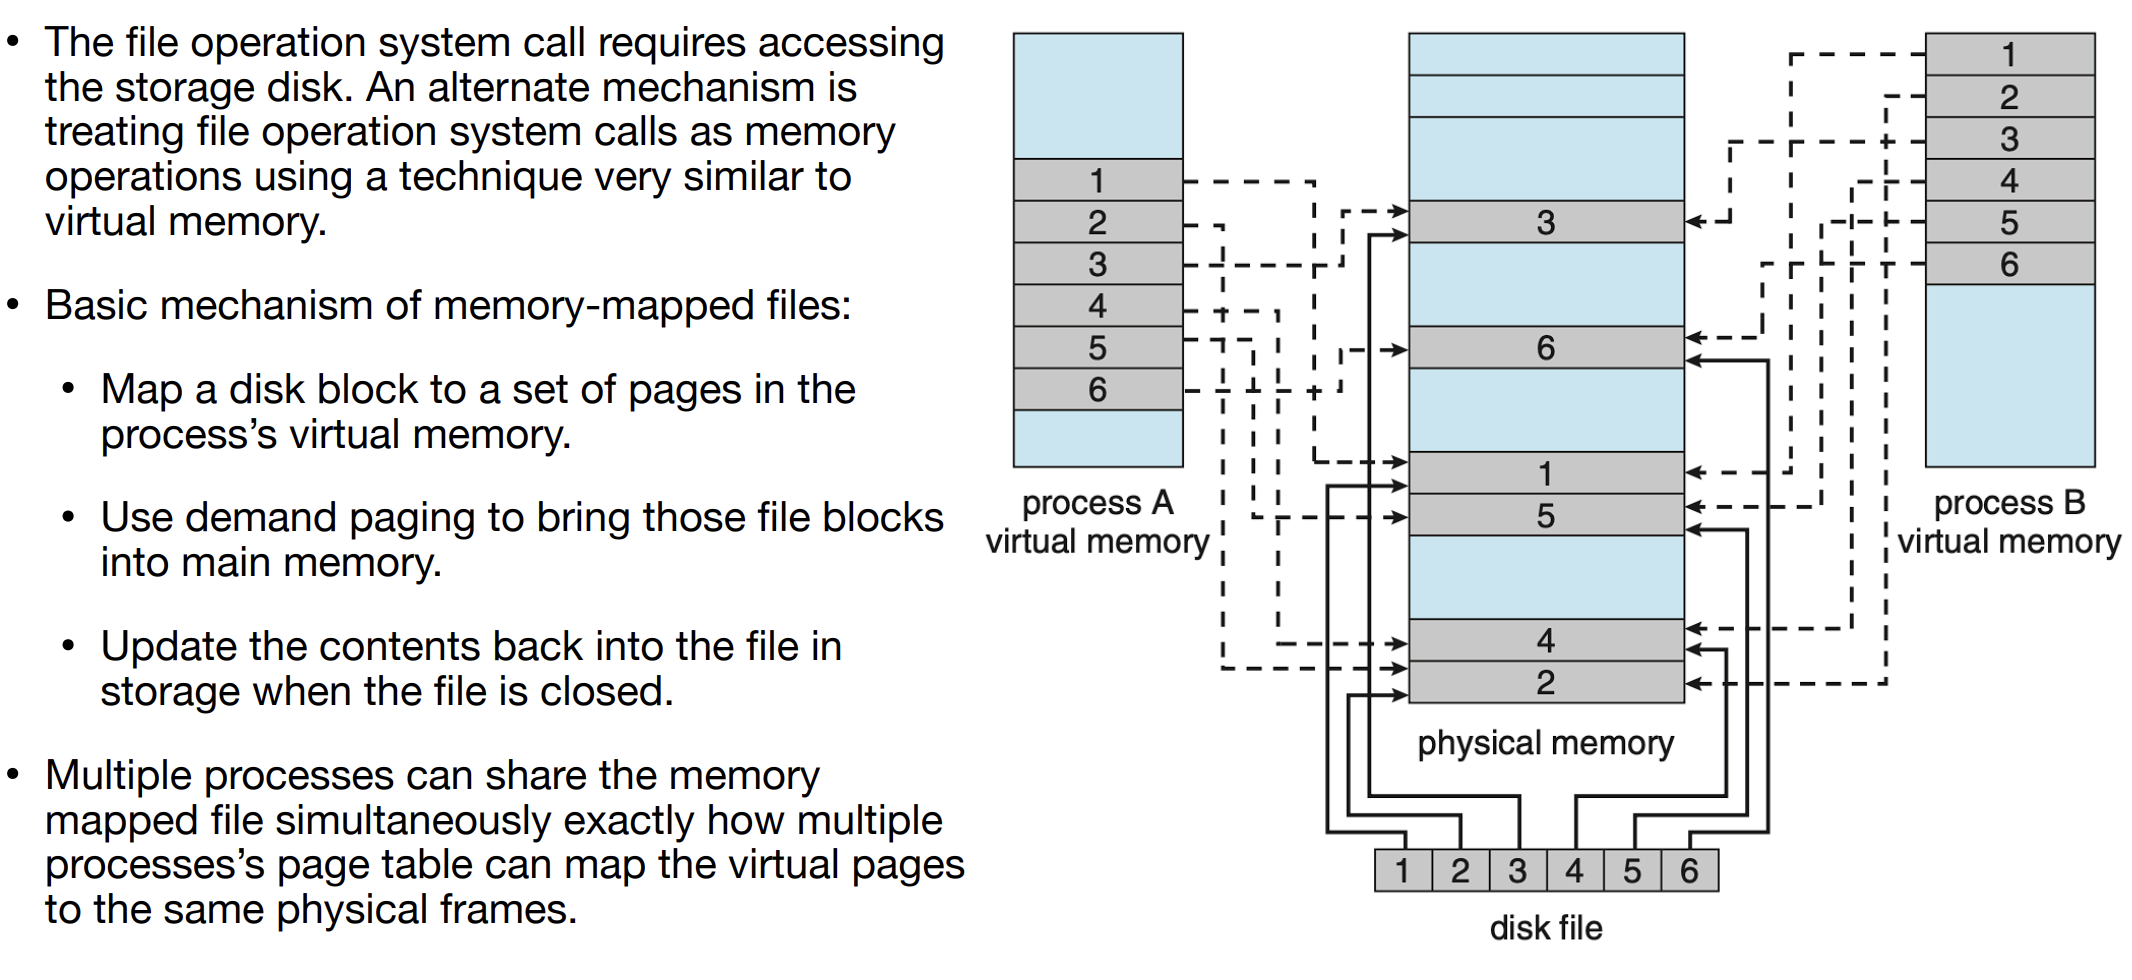 • The file operation system call requires accessing
the storage disk. An alternate mechanism is
treating file operation system calls as memory
operations using a technique very similar to
virtual memory.
• Basic mechanism of memory-mapped files:
• Map a disk block to a set of pages in the
process’s virtual memory.
• Use demand paging to bring those file blocks
into main memory.
• Update the contents back into the file in
storage when the file is closed.
• Multiple processes can share the memory
mapped file simultaneously exactly how multiple
processes’s page table can map the virtual pages
to the same physical frames.
1
2
3
4
5
6
process A
virtual memory
3
6
1
5
4
2
physical memory
1
2
3
4
5
6
process B
virtual memory
1 2 3 4 5 6
disk file